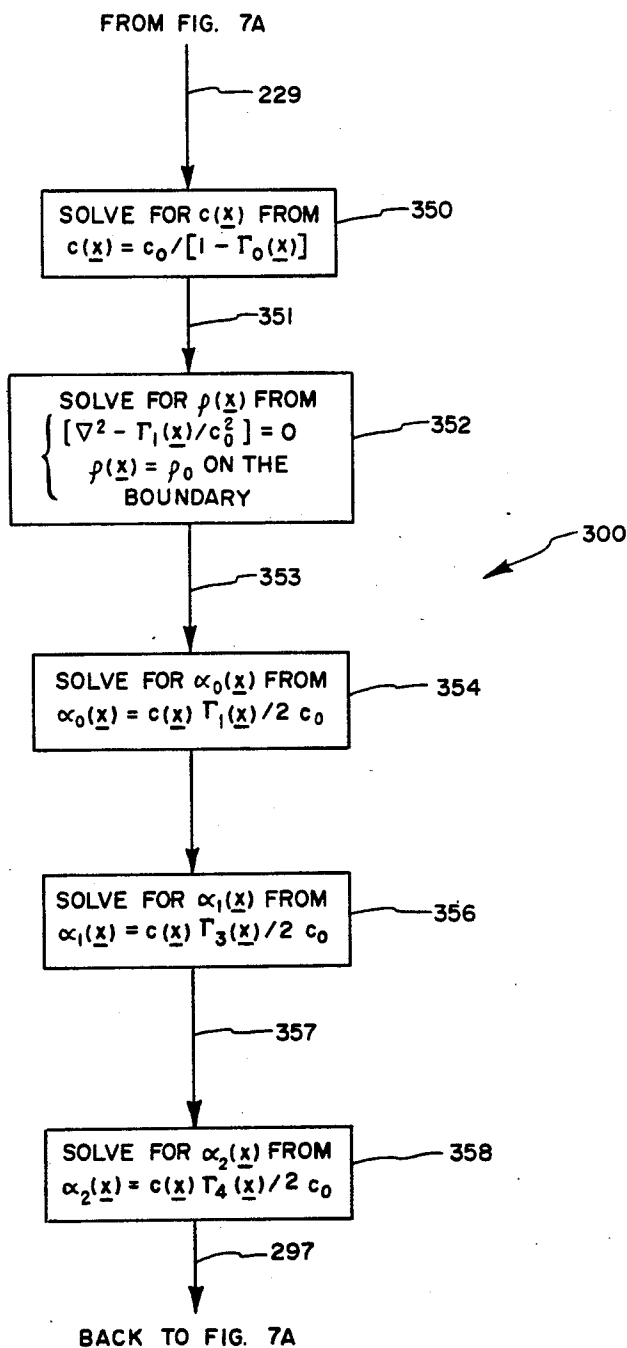 FROM FIG. 7A
229
SOLVE FOR c(x̲) FROM
c(x̲) = c₀/[1 − Γ₀(x̲)]
350
351
SOLVE FOR ρ(x̲) FROM
[∇² − Γ₁(x̲)/c₀²] = 0
ρ(x̲) = ρ₀ ON THE
BOUNDARY
352
300
353
SOLVE FOR α₀(x̲) FROM
α₀(x̲) = c(x̲) Γ₁(x̲)/2 c₀
354
SOLVE FOR α₁(x̲) FROM
α₁(x̲) = c(x̲) Γ₃(x̲)/2 c₀
356
357
SOLVE FOR α₂(x̲) FROM
α₂(x̲) = c(x̲) Γ₄(x̲)/2 c₀
358
297
BACK TO FIG. 7A